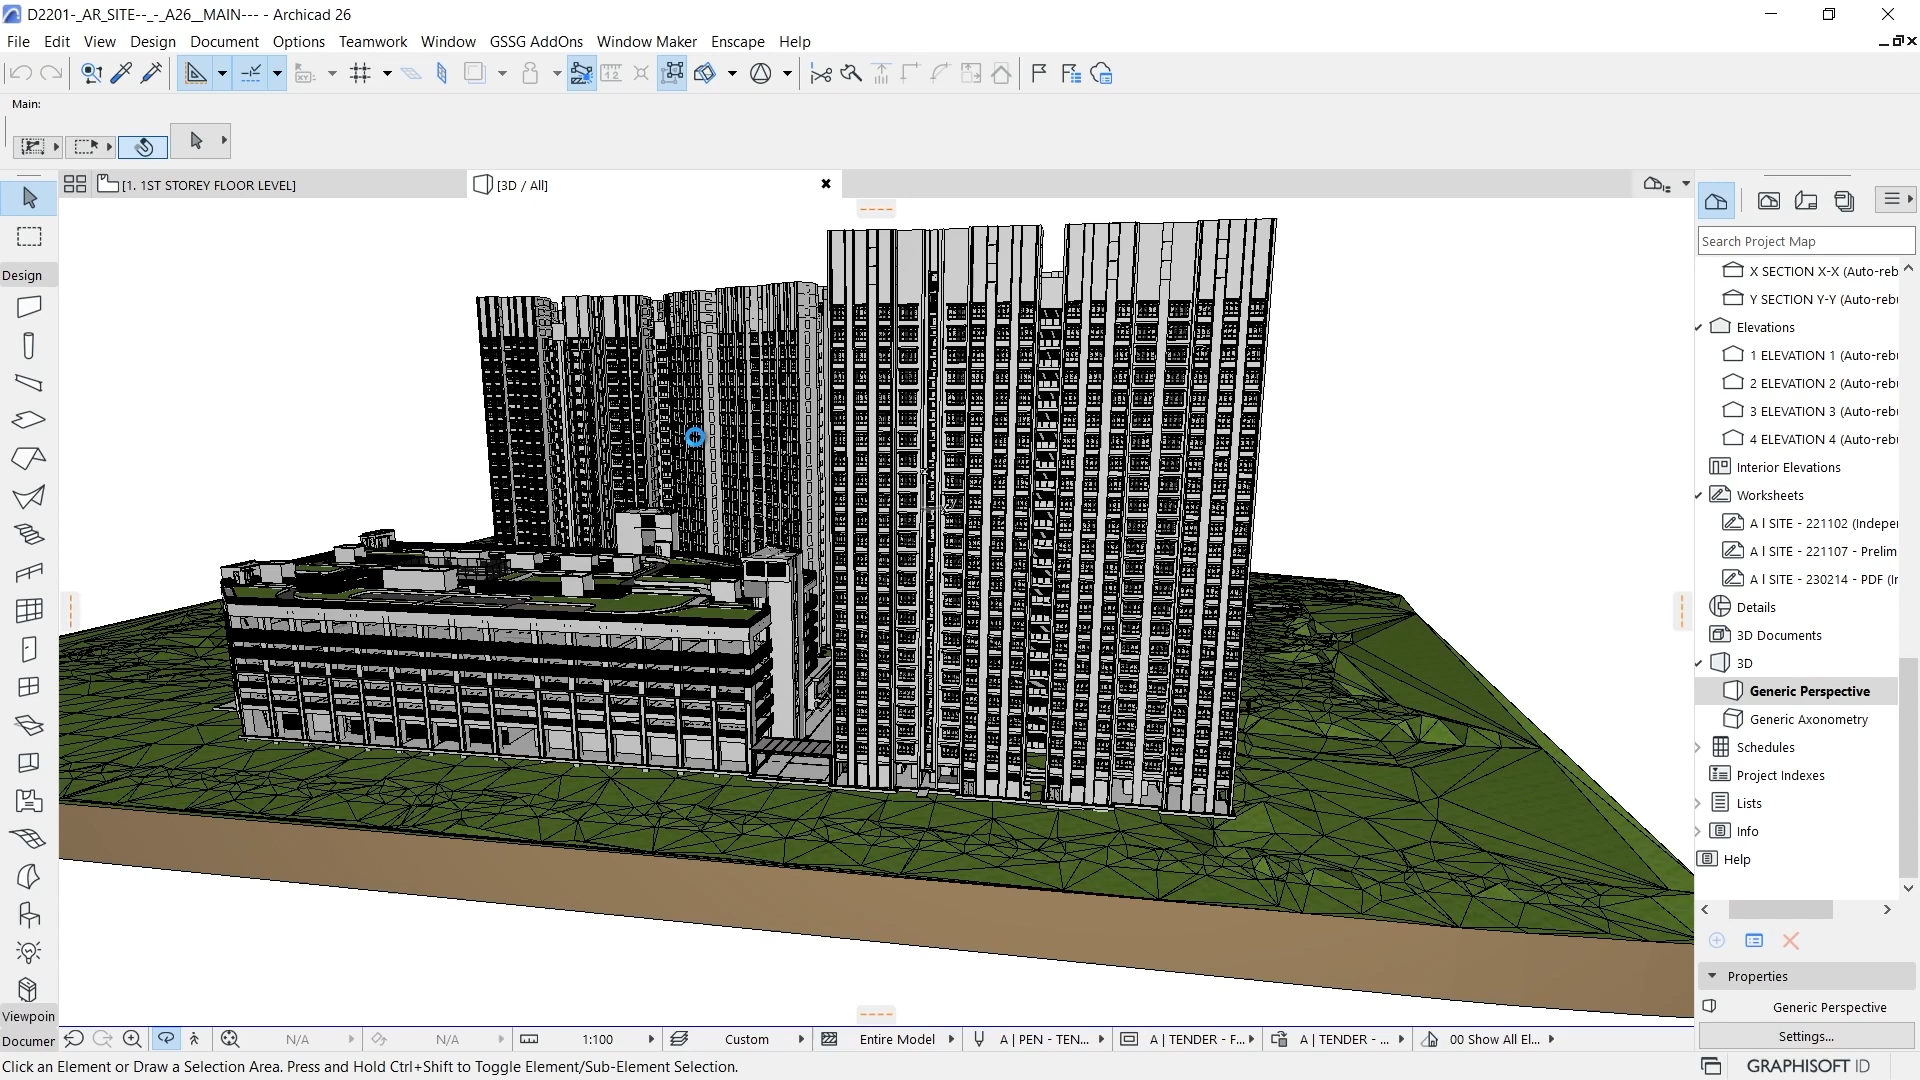 D2201-_AR_SITE--_-_A26__MAIN--- - Archicad 26
File Edit View Design Document Options Teamwork Window GSSG AddOns Window Maker Enscape Help
Main:
[1. 1ST STOREY FLOOR LEVEL]
[3D / All]
Search Project Map
X SECTION X-X (Auto-reb
Y SECTION Y-Y (Auto-rebu
Elevations
1 ELEVATION 1 (Auto-rebu
2 ELEVATION 2 (Auto-rebu
3 ELEVATION 3 (Auto-rebu
4 ELEVATION 4 (Auto-rebu
Interior Elevations
Worksheets
A l SITE - 221102 (Indepe
A l SITE - 221107 - Prelim
A l SITE - 230214 - PDF (Ir
Details
3D Documents
3D
Generic Perspective
Generic Axonometry
Schedules
Project Indexes
Lists
Info
Help
Properties
Generic Perspective
Settings...
Design
Viewpoin
Documer
N/A
N/A
1:100
Custom
Entire Model
A | PEN - TEN...
A | TENDER - F...
A | TENDER - ...
00 Show All El...
Click an Element or Draw a Selection Area. Press and Hold Ctrl+Shift to Toggle Element/Sub-Element Selection.
GRAPHISOFT ID